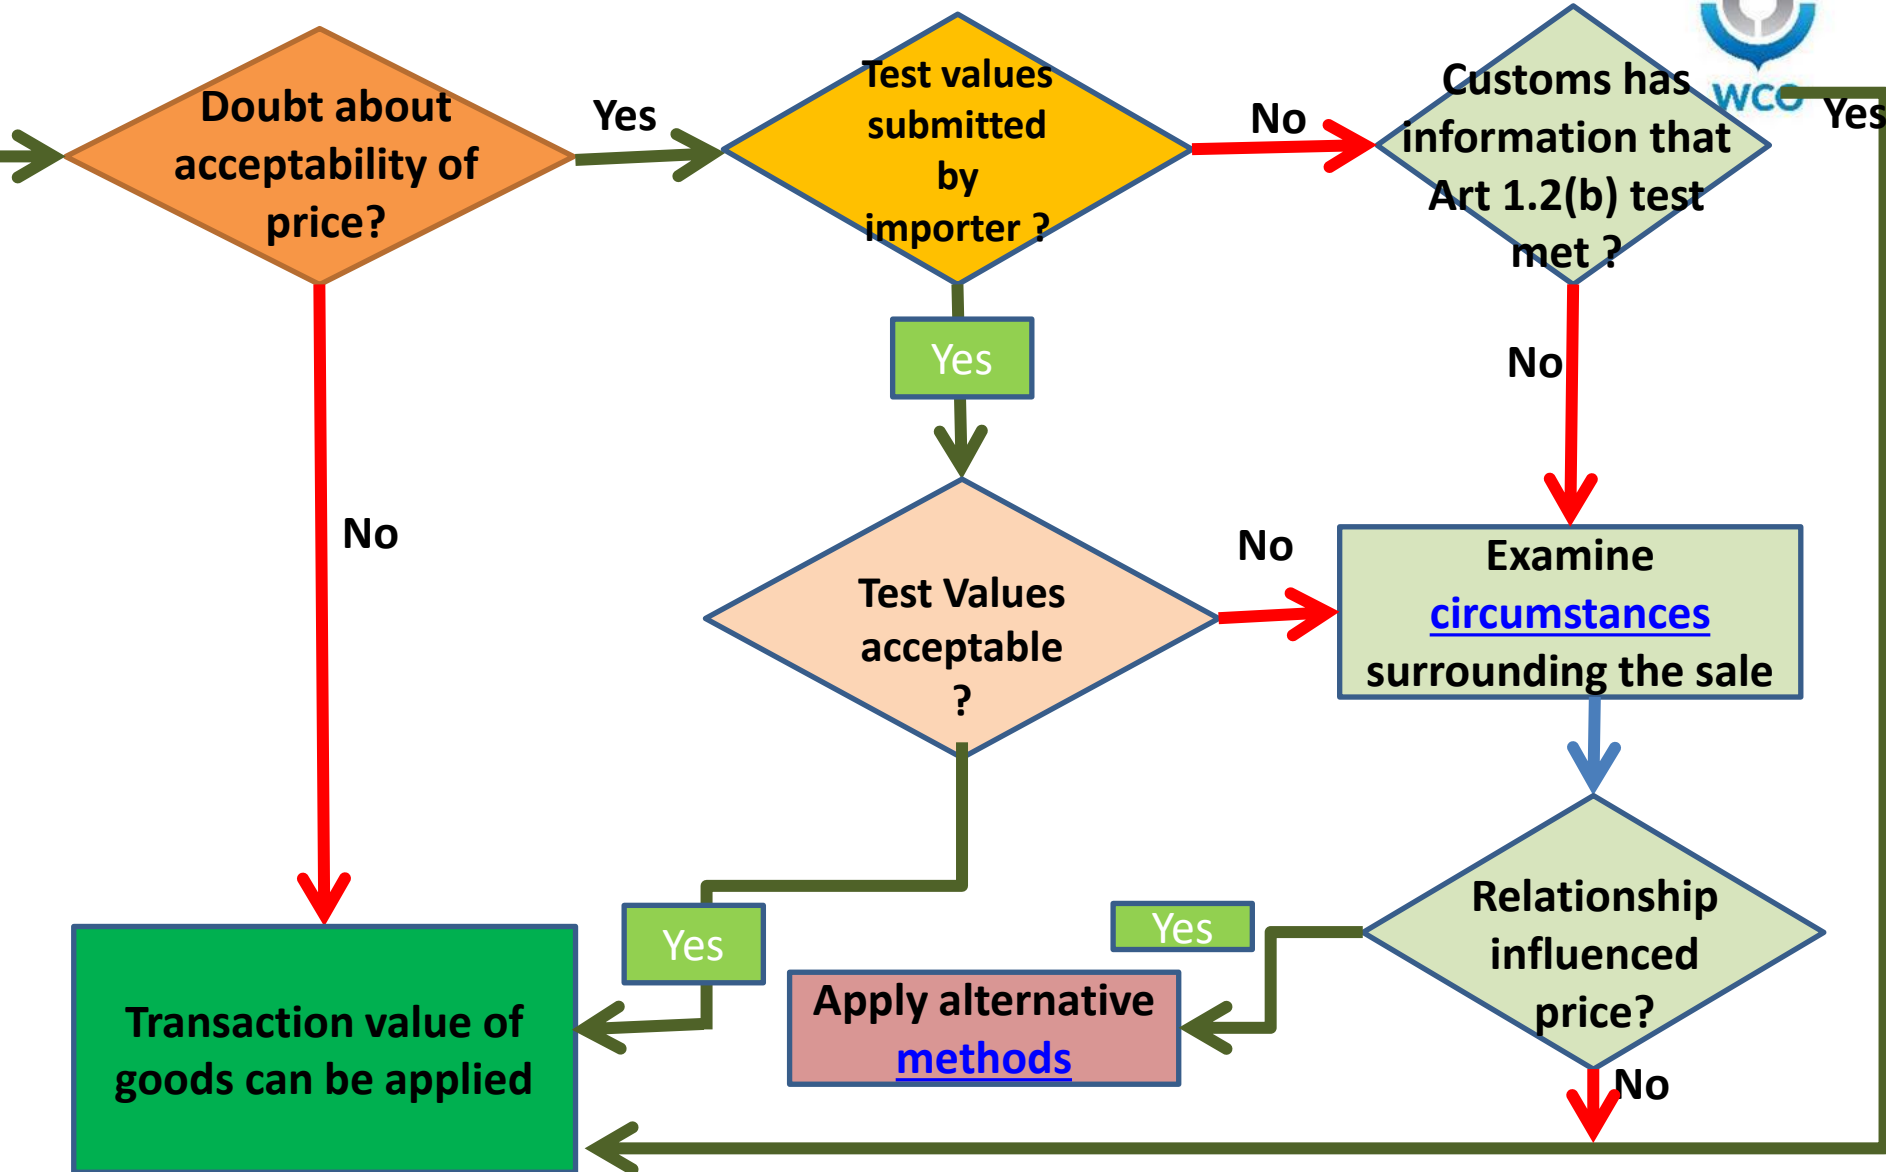 Doubt about
acceptability of
price?
Yes
Test values
submitted
by
importer ?
No
Customs has
information that
Art 1.2(b) test
met ?
WCO
Yes
No
Yes
No
Test Values
acceptable
?
No
Examine
circumstances
surrounding the sale
Yes
Yes
Relationship
influenced
price?
Apply alternative
methods
Transaction value of
goods can be applied
No